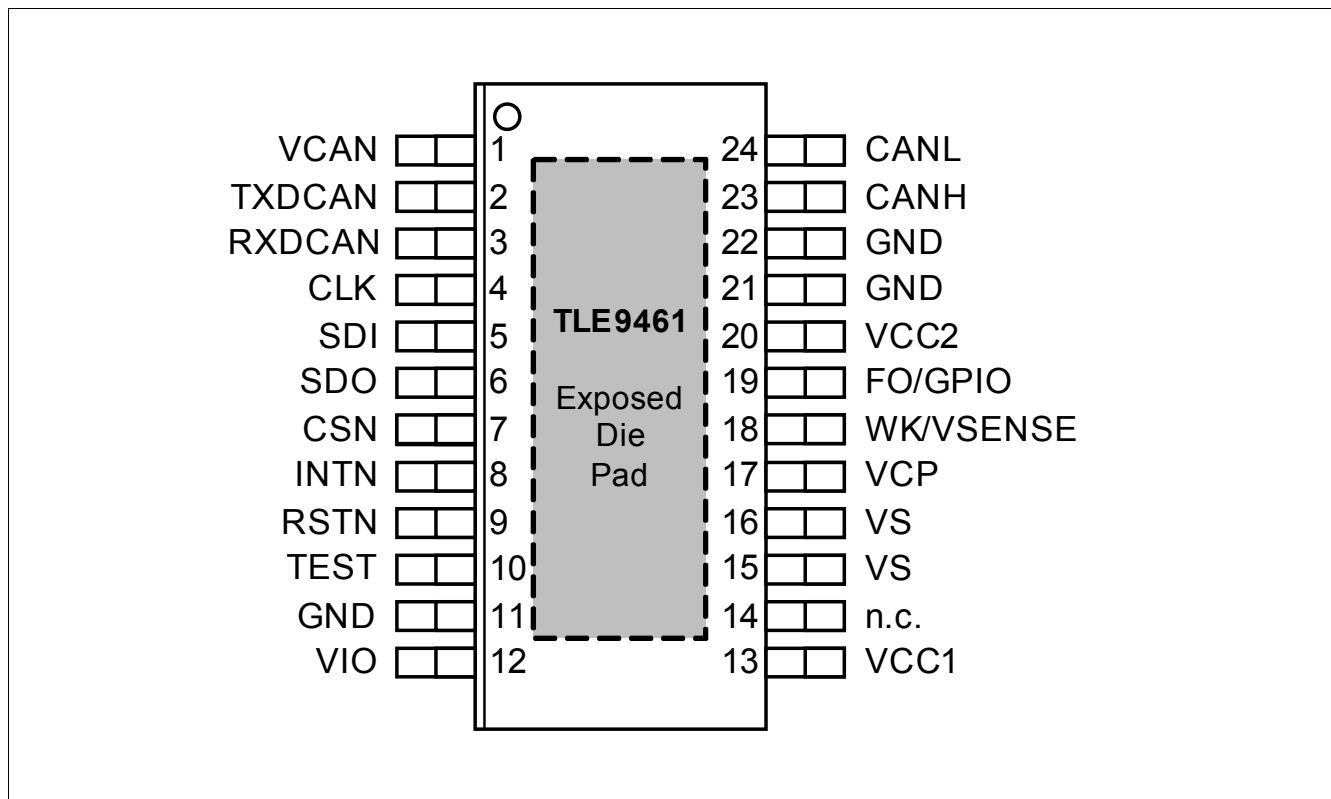 VCAN 1 24 CANL
TXDCAN 2 23 CANH
RXDCAN 3 22 GND
CLK 4 21 GND
SDI 5 20 VCC2
SDO 6 19 FO/GPIO
CSN 7 18 WK/VSENSE
INTN 8 17 VCP
RSTN 9 16 VS
TEST 10 15 VS
GND 11 14 n.c.
VIO 12 13 VCC1
TLE9461
Exposed
Die
Pad